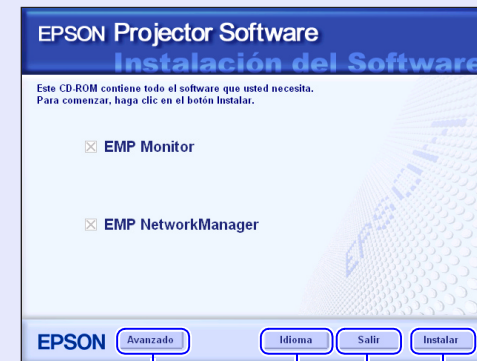 EPSON Projector Software
Instalación del Software
Este CD-ROM contiene todo el software que usted necesita.
Para comenzar, haga clic en el botón Instalar.
EMP Monitor
EMP NetworkManager
EPSON
EPSON Avanzado Idioma Salir Instalar